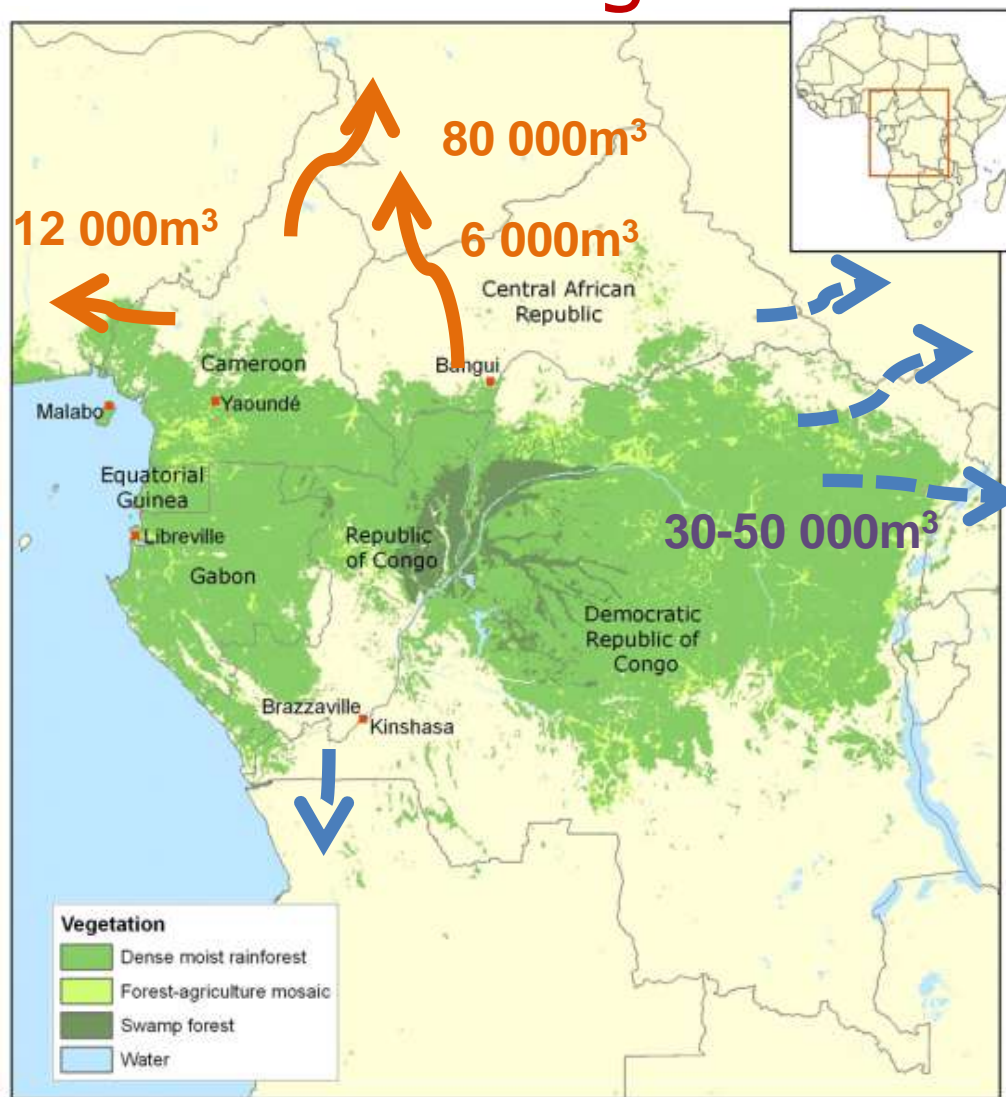 g
80 000m³
12 000m³
6 000m³
Central African
Republic
Cameroon
Bangui
Malabo
Yaoundé
Equatorial
Guinea
30-50 000m³
Libreville
Republic
of Congo
Gabon
Democratic
Republic of
Congo
Brazzaville
Kinshasa
Vegetation
Dense moist rainforest
Forest-agriculture mosaic
Swamp forest
Water